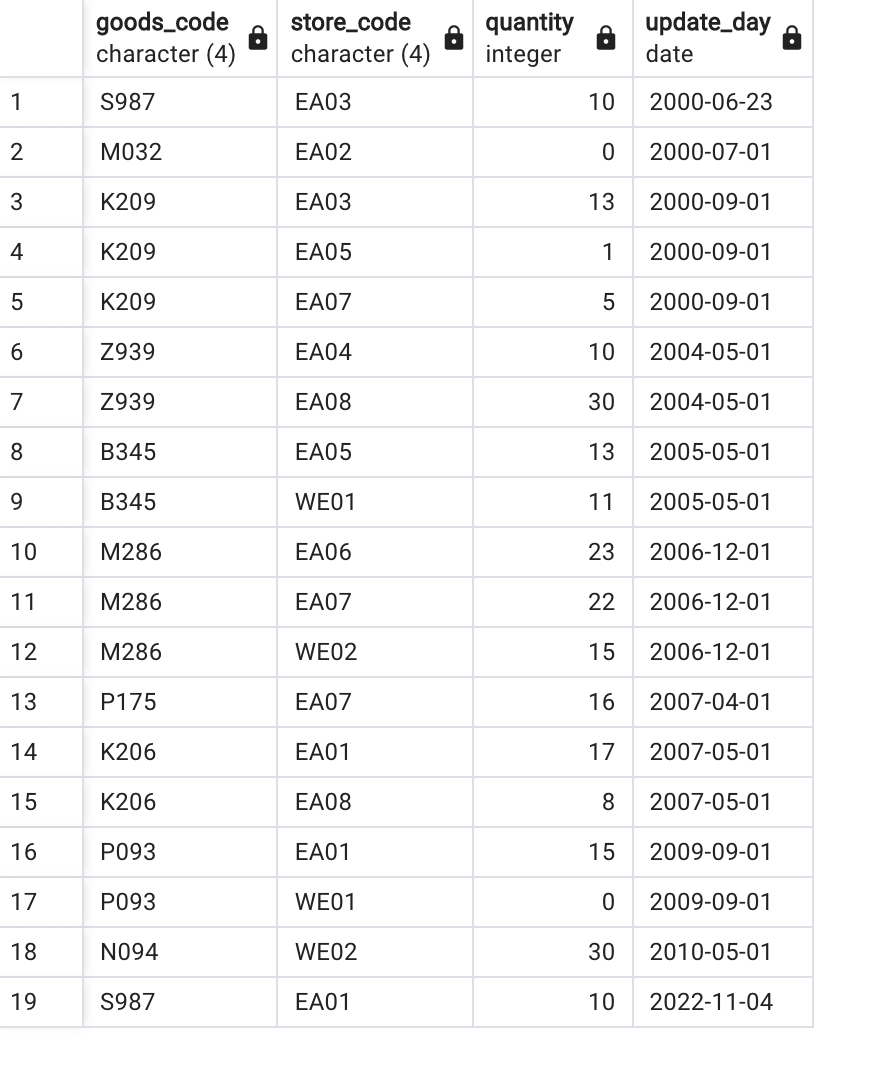 goods_code store_code quantity update_day
character (4) character (4) integer date
1 S987 EA03 10 2000-06-23
2 M032 EA02 0 2000-07-01
3 K209 EA03 13 2000-09-01
4 K209 EA05 1 2000-09-01
5 K209 EA07 5 2000-09-01
6 Z939 EA04 10 2004-05-01
7 Z939 EA08 30 2004-05-01
8 B345 EA05 13 2005-05-01
9 B345 WE01 11 2005-05-01
10 M286 EA06 23 2006-12-01
11 M286 EA07 22 2006-12-01
12 M286 WE02 15 2006-12-01
13 P175 EA07 16 2007-04-01
14 K206 EA01 17 2007-05-01
15 K206 EA08 8 2007-05-01
16 P093 EA01 15 2009-09-01
17 P093 WE01 0 2009-09-01
18 N094 WE02 30 2010-05-01
19 S987 EA01 10 2022-11-04